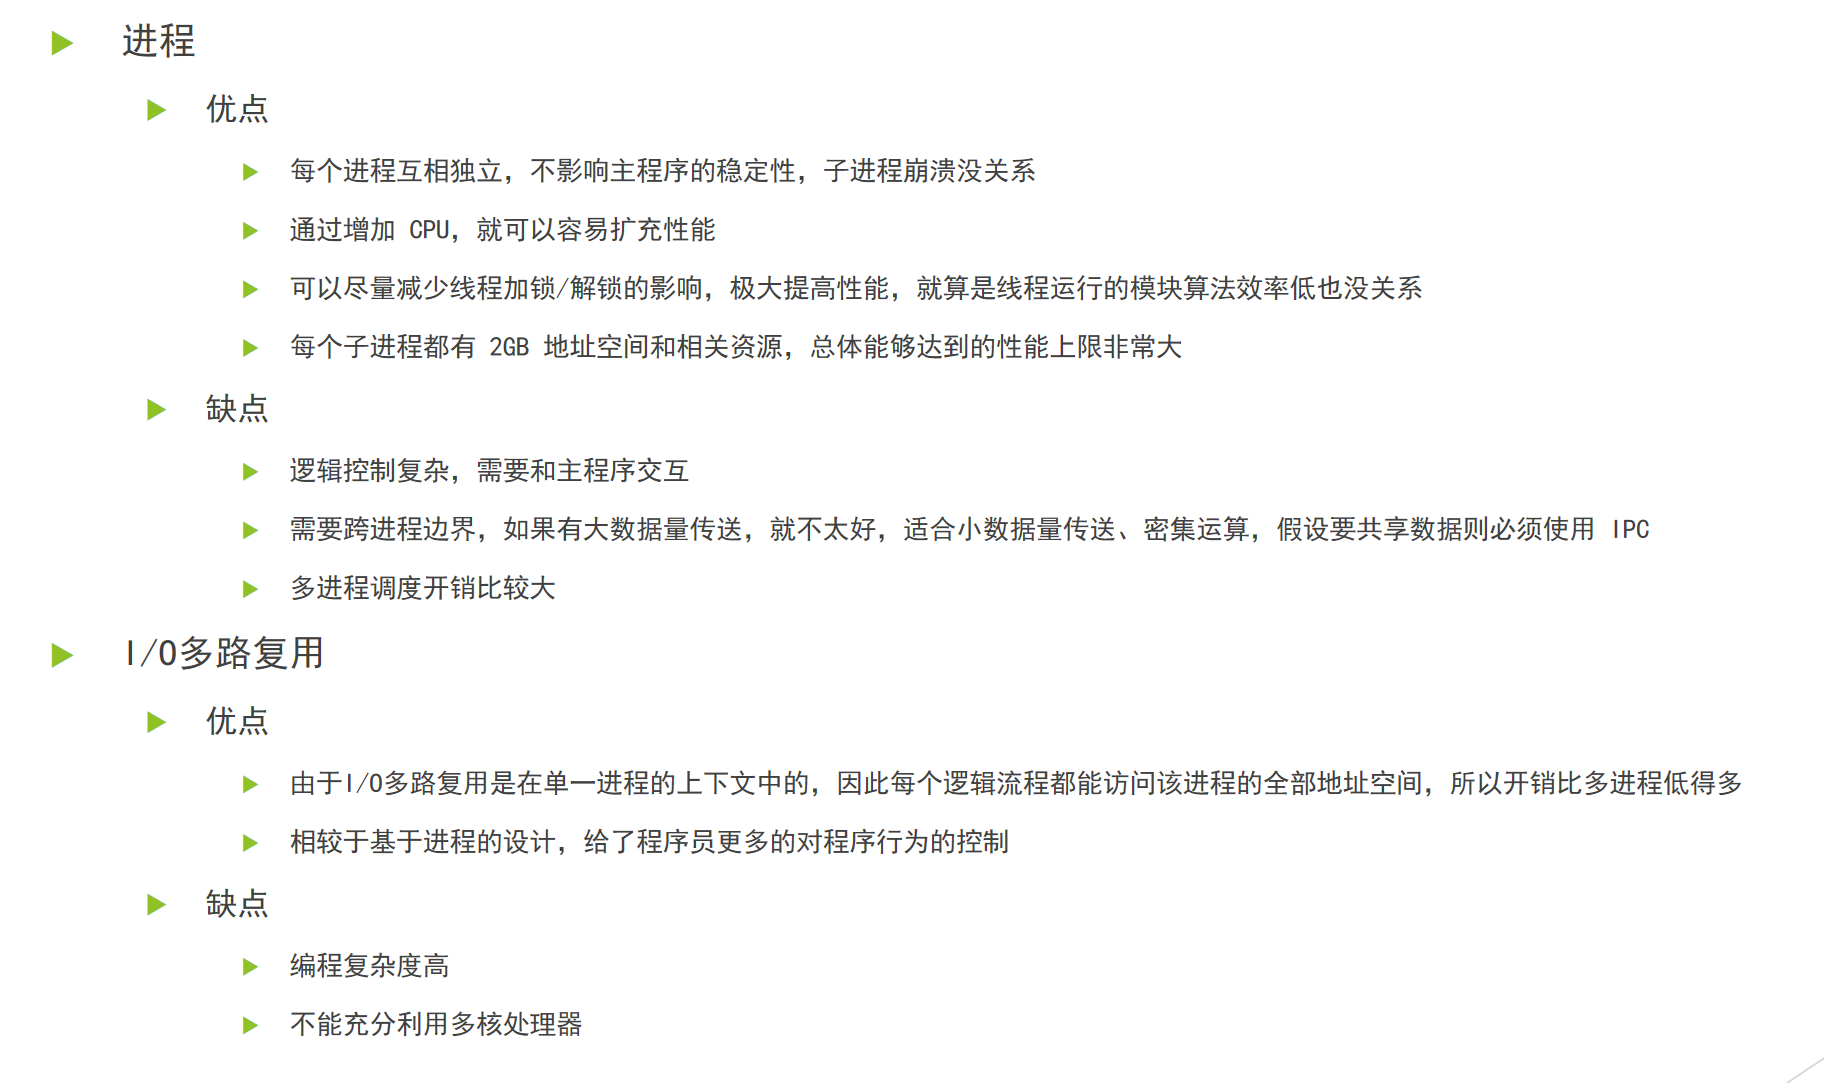 进程
优点
每个进程互相独立，不影响主程序的稳定性，子进程崩溃没关系
通过增加 CPU，就可以容易扩充性能
可以尽量减少线程加锁/解锁的影响，极大提高性能，就算是线程运行的模块算法效率低也没关系
每个子进程都有 2GB 地址空间和相关资源，总体能够达到的性能上限非常大
缺点
逻辑控制复杂，需要和主程序交互
需要跨进程边界，如果有大数据量传送，就不太好，适合小数据量传送、密集运算，假设要共享数据则必须使用 IPC
多进程调度开销比较大
I/O多路复用
优点
由于I/O多路复用是在单一进程的上下文中的，因此每个逻辑流程都能访问该进程的全部地址空间，所以开销比多进程低得多
相较于基于进程的设计，给了程序员更多的对程序行为的控制
缺点
编程复杂度高
不能充分利用多核处理器